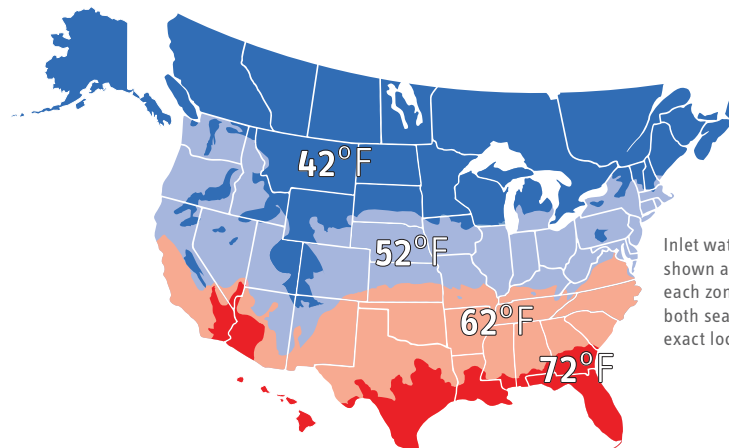 42°F
52°F
62°F
72°F
Inlet wat
shown a
each zon
both sea
exact loc